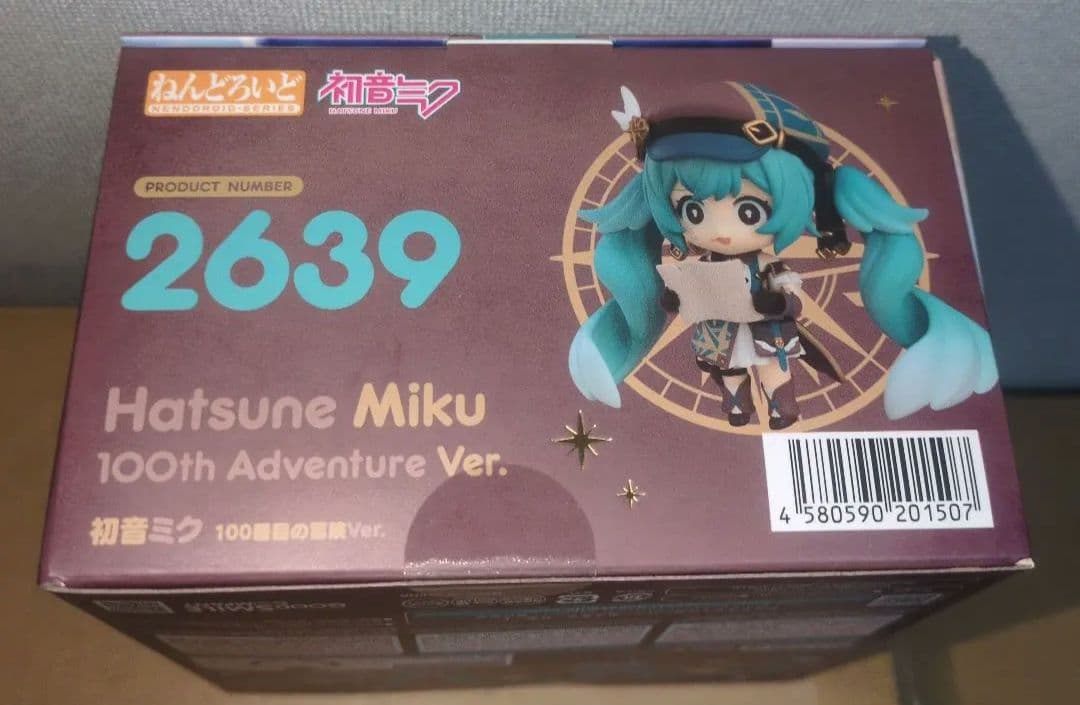 ねんどろいど
NENDOROID-SERIES
初音ミク
HATSUNE MIKU
PRODUCT NUMBER
2639
Hatsune Miku
100th Adventure Ver.
初音ミク 100番目の冒険Ver.
4 580590 201507